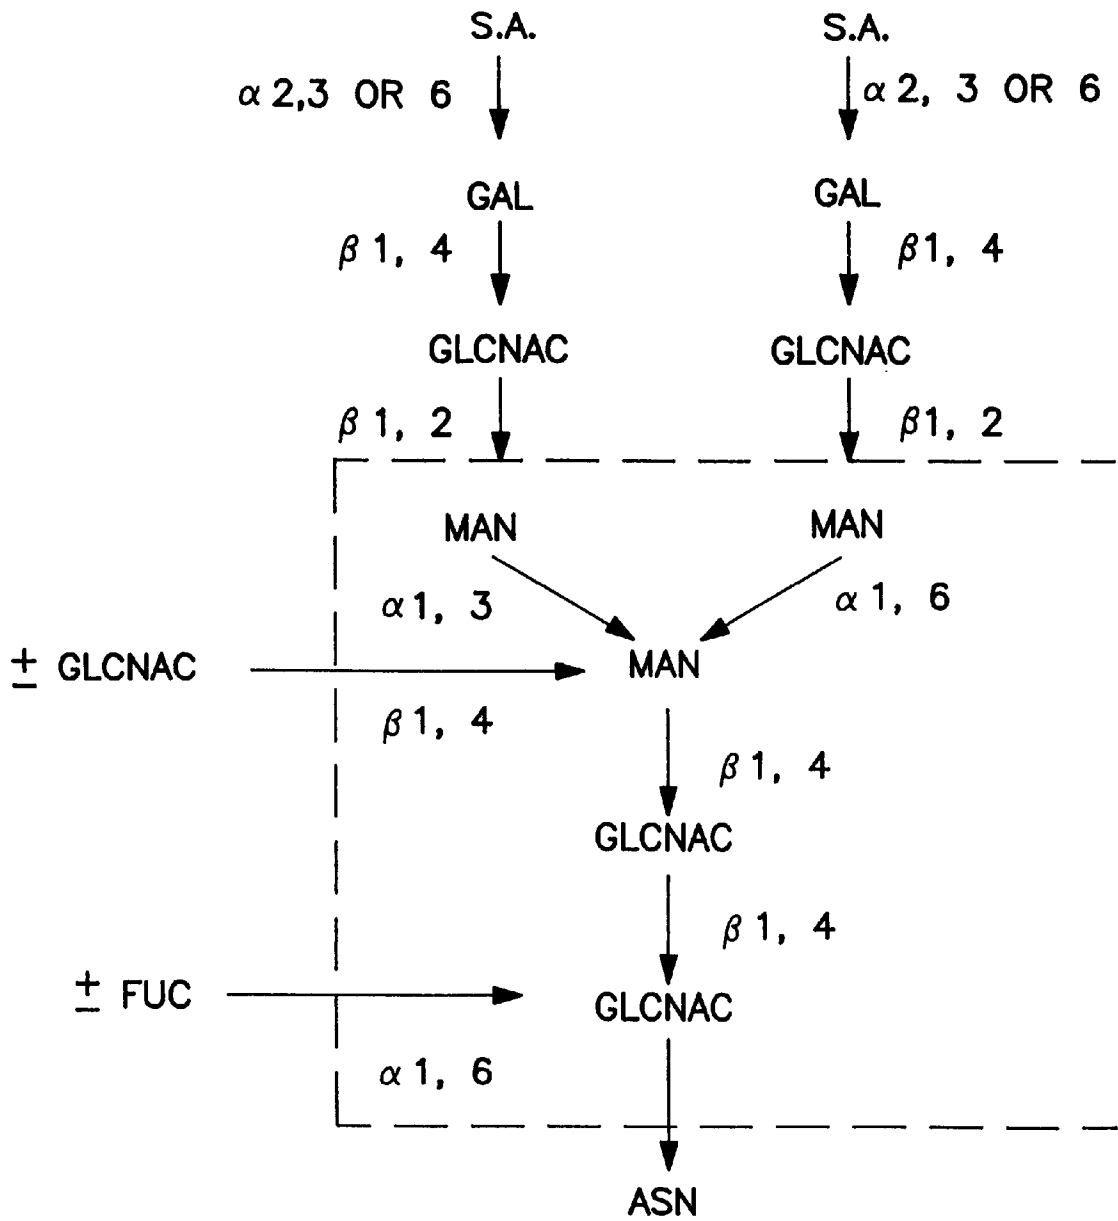 S.A. S.A.
α 2,3 OR 6 α 2, 3 OR 6
GAL GAL
β 1, 4 β 1, 4
GLCNAC GLCNAC
β 1, 2 β 1, 2
MAN MAN
α 1, 3 α 1, 6
± GLCNAC MAN
β 1, 4
β 1, 4
GLCNAC
β 1, 4
± FUC GLCNAC
α 1, 6
ASN